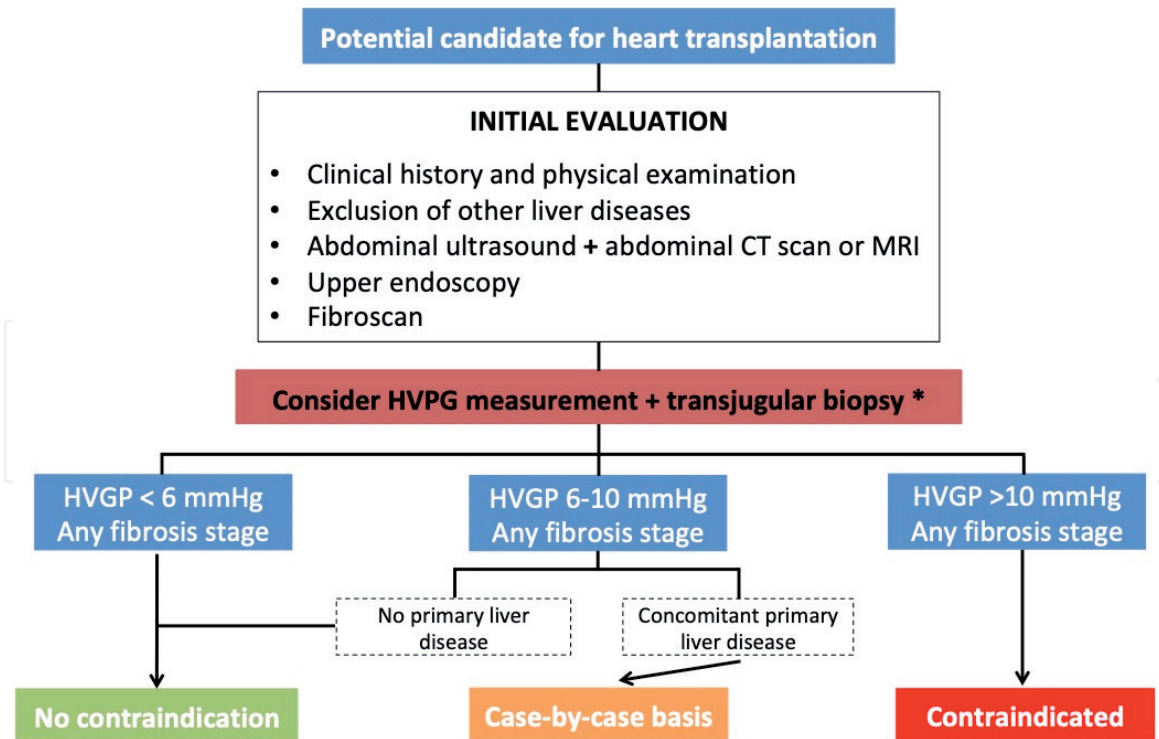 Potential candidate for heart transplantation
INITIAL EVALUATION
• Clinical history and physical examination
• Exclusion of other liver diseases
• Abdominal ultrasound + abdominal CT scan or MRI
• Upper endoscopy
• Fibroscan
Consider HVPG measurement + transjugular biopsy *
HVGP < 6 mmHg
Any fibrosis stage
HVGP 6-10 mmHg
Any fibrosis stage
HVGP >10 mmHg
Any fibrosis stage
No primary liver
disease
Concomitant primary
liver disease
No contraindication
Case-by-case basis
Contraindicated